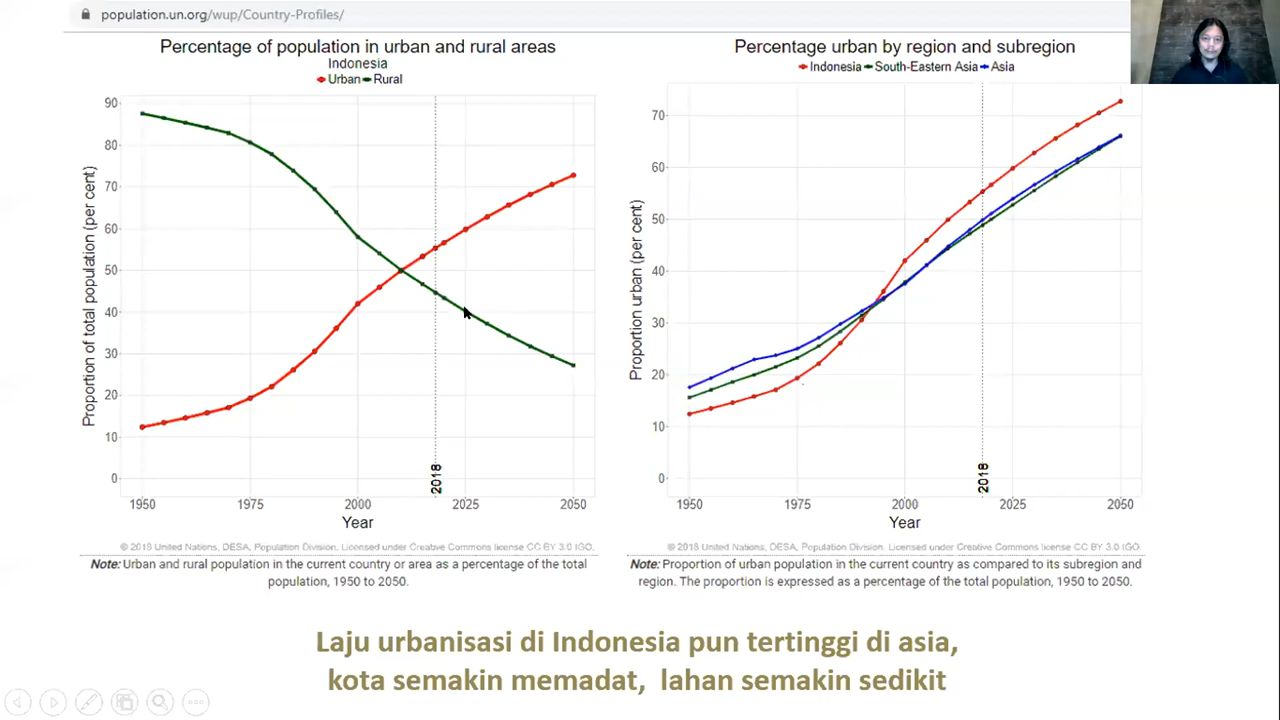 population.un.org/wup/Country-Profiles/
Percentage of population in urban and rural areas
Indonesia
Urban Rural
90
80
70
60
50
40
30
20
10
0
Proportion of total population (per cent)
2018
1950 1975 2000 2025 2050
Year
© 2018 United Nations, DESA, Population Division. Licensed under Creative Commons license CC BY 3.0 IGO.
Note: Urban and rural population in the current country or area as a percentage of the total
population, 1950 to 2050.
Percentage urban by region and subregion
Indonesia South-Eastern Asia Asia
70
60
50
40
30
20
10
0
Proportion urban (per cent)
2018
1950 1975 2000 2025 2050
Year
© 2018 United Nations, DESA, Population Division. Licensed under Creative Commons license CC BY 3.0 IGO.
Note: Proportion of urban population in the current country as compared to its subregion and
region. The proportion is expressed as a percentage of the total population, 1950 to 2050.
Laju urbanisasi di Indonesia pun tertinggi di asia,
kota semakin memadat, lahan semakin sedikit